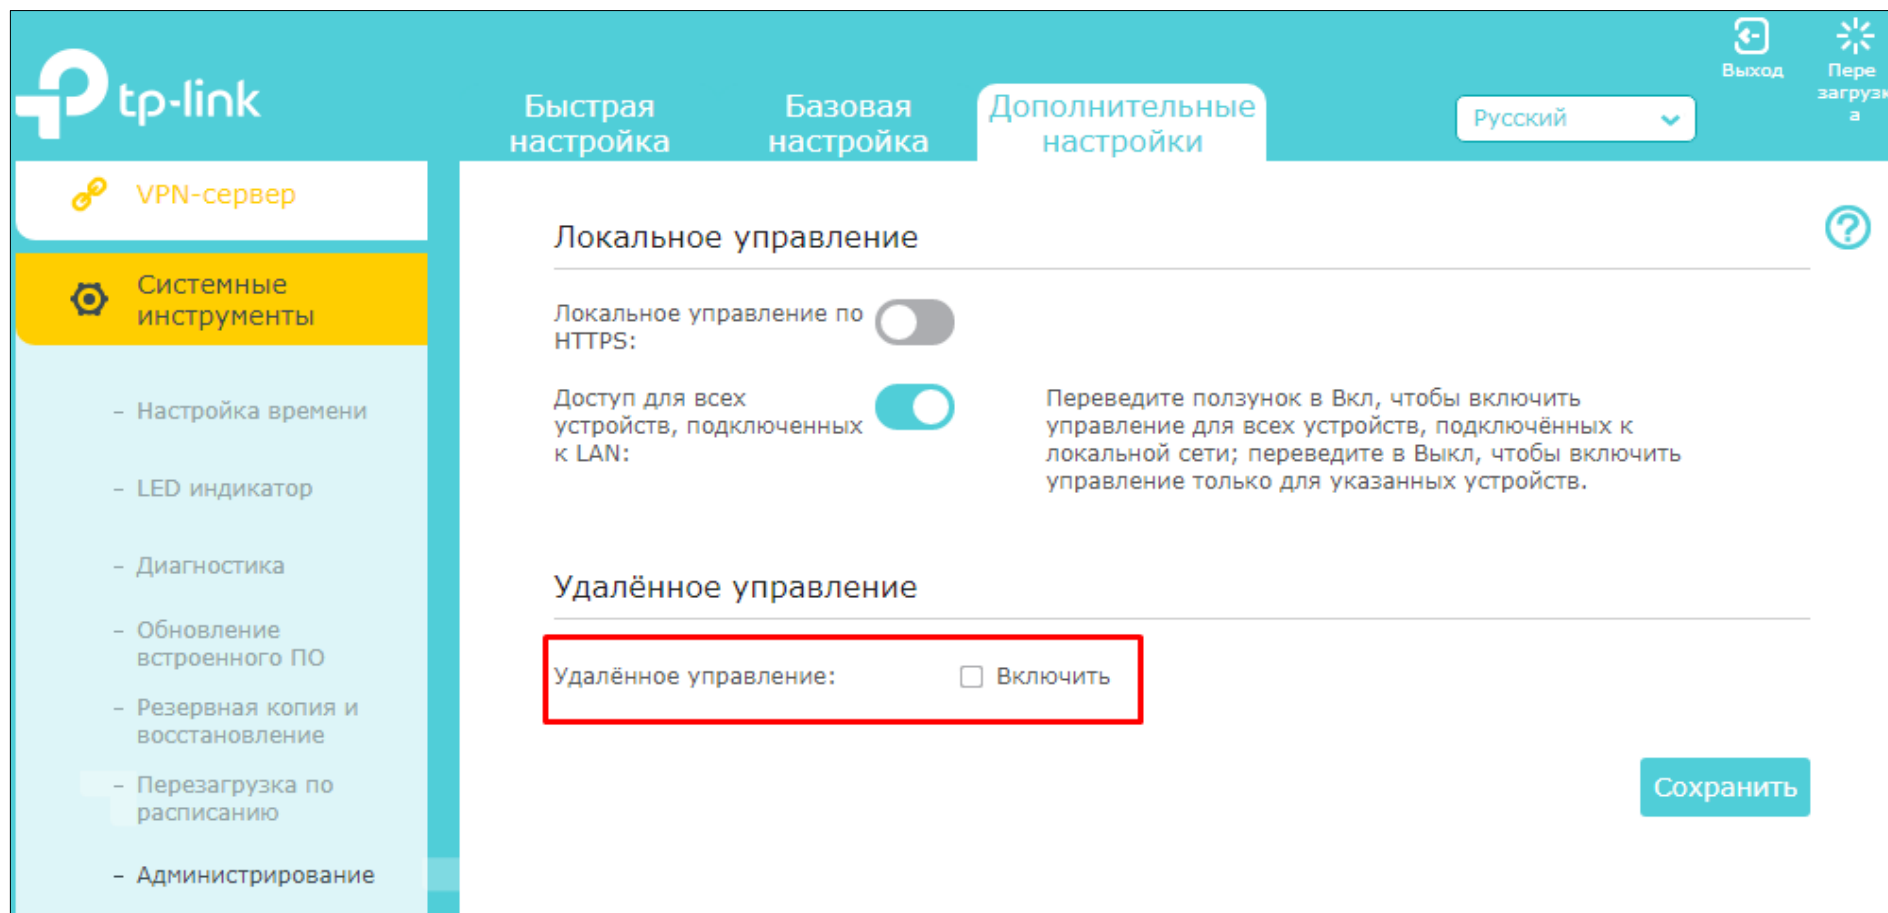 Выход
Пере
загрузк
а
tp-link
Быстрая
настройка
Базовая
настройка
Дополнительные
настройки
Русский
VPN-сервер
Системные
инструменты
– Настройка времени
– LED индикатор
– Диагностика
– Обновление
встроенного ПО
– Резервная копия и
восстановление
– Перезагрузка по
расписанию
– Администрирование
Локальное управление
?
Локальное управление по
HTTPS:
Доступ для всех
устройств, подключенных
к LAN:
Переведите ползунок в Вкл, чтобы включить
управление для всех устройств, подключённых к
локальной сети; переведите в Выкл, чтобы включить
управление только для указанных устройств.
Удалённое управление
Удалённое управление:
Включить
Сохранить